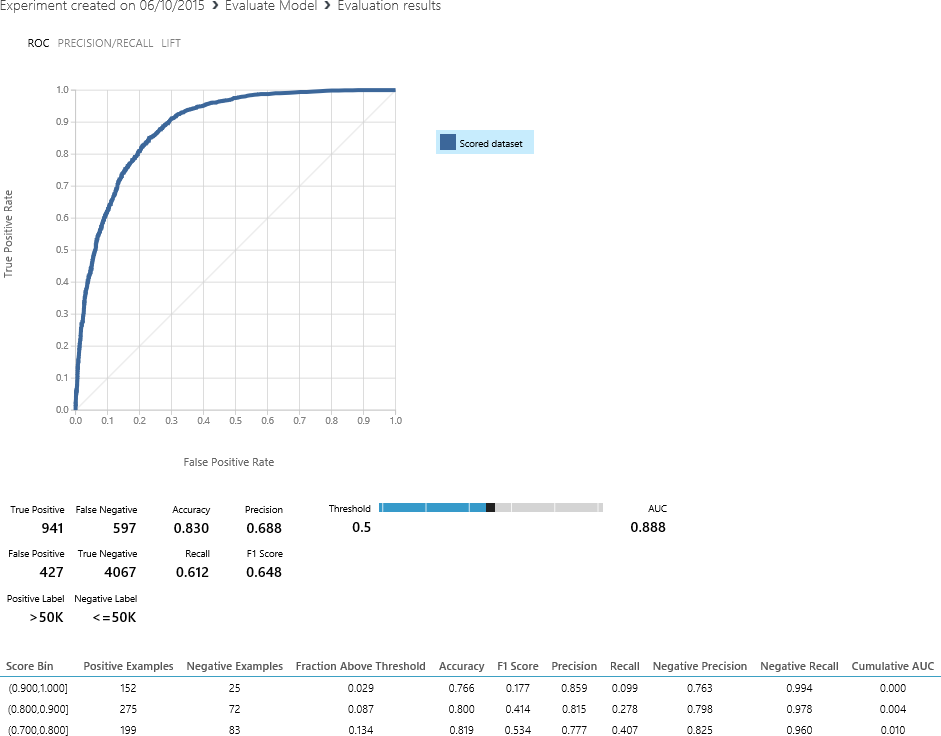 Experiment created on 06/10/2015 › Evaluate Model › Evaluation results
ROC PRECISION/RECALL LIFT
1.0
0.9
0.8
0.7
0.6
0.5
0.4
0.3
0.2
0.1
0.0
True Positive Rate
0.0 0.1 0.2 0.3 0.4 0.5 0.6 0.7 0.8 0.9 1.0
False Positive Rate
Scored dataset
True Positive False Negative Accuracy Precision Threshold AUC
941 597 0.830 0.688 0.5 0.888
False Positive True Negative Recall F1 Score
427 4067 0.612 0.648
Positive Label Negative Label
>50K <=50K
Score Bin Positive Examples Negative Examples Fraction Above Threshold Accuracy F1 Score Precision Recall Negative Precision Negative Recall Cumulative AUC
(0.900,1.000] 152 25 0.029 0.766 0.177 0.859 0.099 0.763 0.994 0.000
(0.800,0.900] 275 72 0.087 0.800 0.414 0.815 0.278 0.798 0.978 0.004
(0.700,0.800] 199 83 0.134 0.819 0.534 0.777 0.407 0.825 0.960 0.010